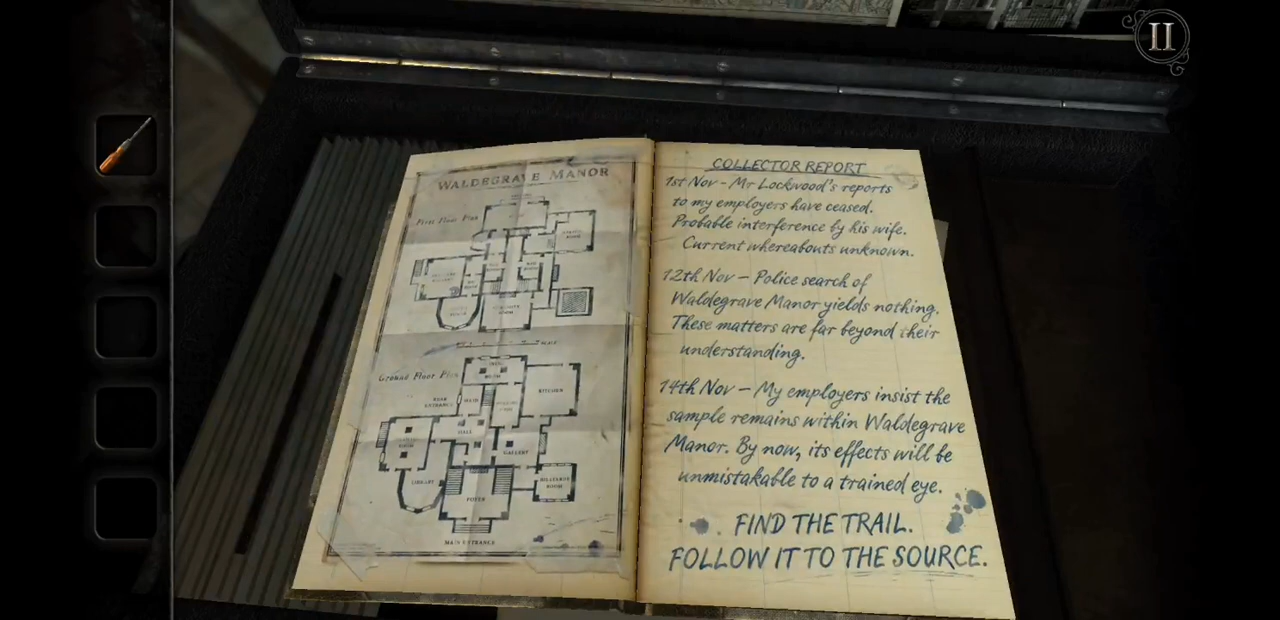 II
WALDEGRAVE MANOR
First Floor Plan
Ground Floor Plan
REAR
ENTRANCE
HALL
KITCHEN
HALL
GALLERY
LIBRARY
BILLIARDS
ROOM
FOYER
MAIN ENTRANCE
COLLECTOR REPORT
1st Nov - Mr Lockwood's reports
to my employers have ceased.
Probable interference by his wife.
Current whereabouts unknown.
12th Nov - Police search of
Waldegrave Manor yields nothing.
These matters are far beyond their
understanding.
14th Nov - My employers insist the
sample remains within Waldegrave
Manor. By now, its effects will be
unmistakable to a trained eye.
FIND THE TRAIL.
FOLLOW IT TO THE SOURCE.